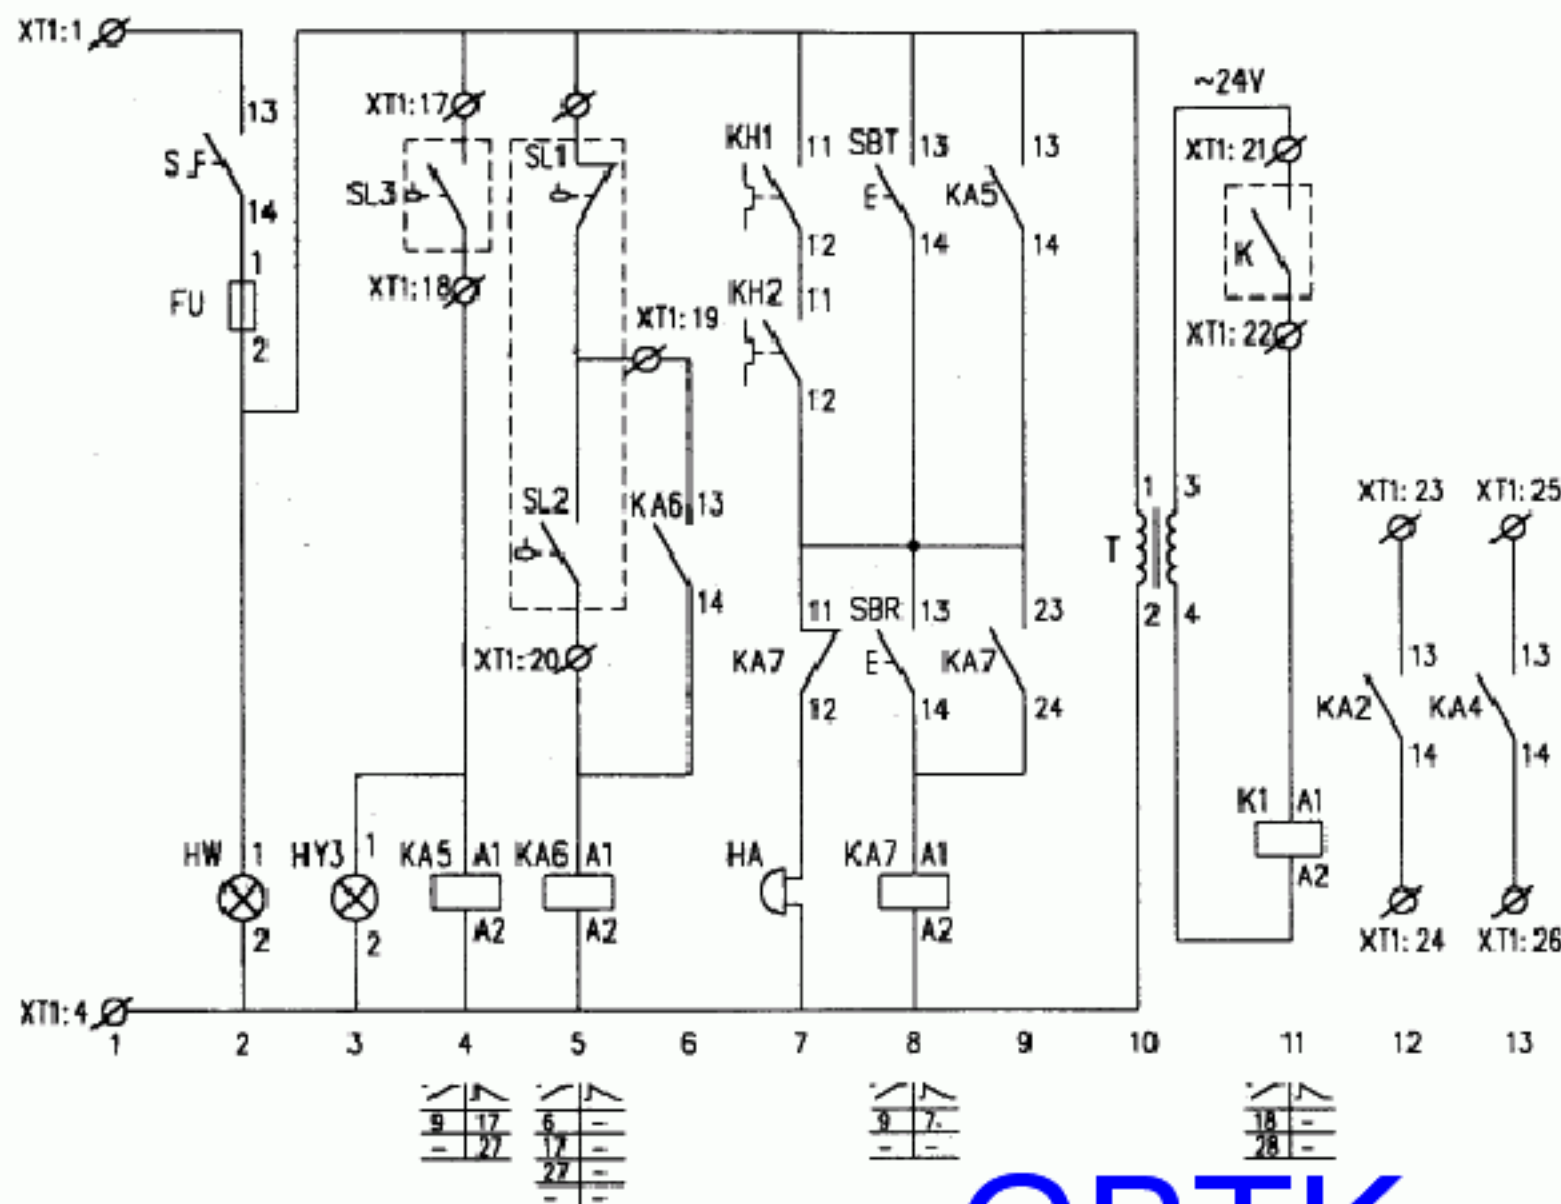 XT1:1
~24V
13
XT1:17
KH1 11 SBT 13 13
XT1:21
S SL1
SL3 KA5
14 12 14 14
K
1
XT1:18 KH2 11
FU XT1:19
XT1:22
2
12
1 3
XT1:23 XT1:25
SL2 KA6 13
T
14 11 SBR 13 23
2 4
XT1:20 KA7 KA7
13 13
12 14 24
KA2 KA4
14 14
K1 A1
HW 1 HY3 1 KA5 A1 KA6 A1 HA KA7 A1
A2
2 2 A2 A2 A2
XT1:24 XT1:26
XT1:4
1 2 3 4 5 6 7 8 9 10 11 12 13
9 17 6 - 9 7 18 -
- 27 17 - - - 28 -
27 -
- -